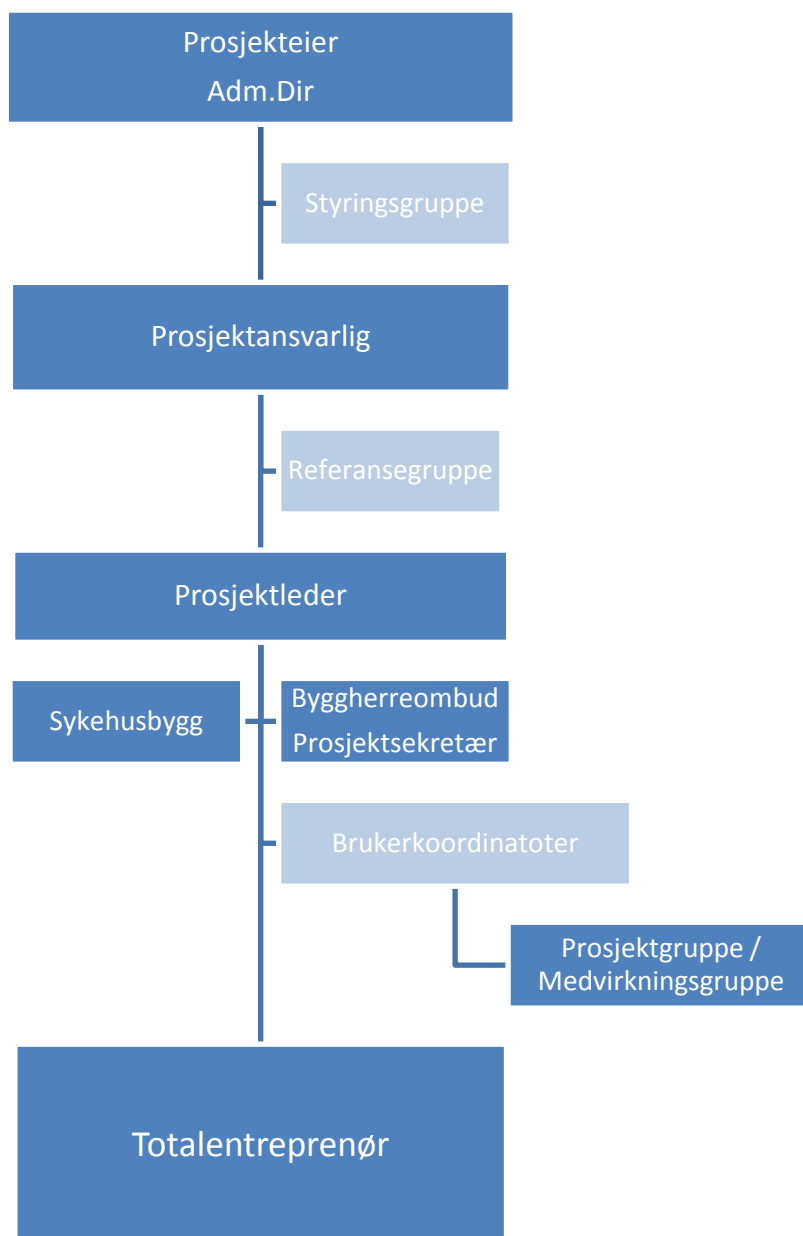 Prosjekteier
Adm.Dir
Styringsgruppe
Prosjektansvarlig
Referansegruppe
Prosjektleder
Sykehusbygg
Byggherreombud
Prosjektsekretær
Brukerkoordinatoter
Prosjektgruppe /
Medvirkningsgruppe
Totalentreprenør